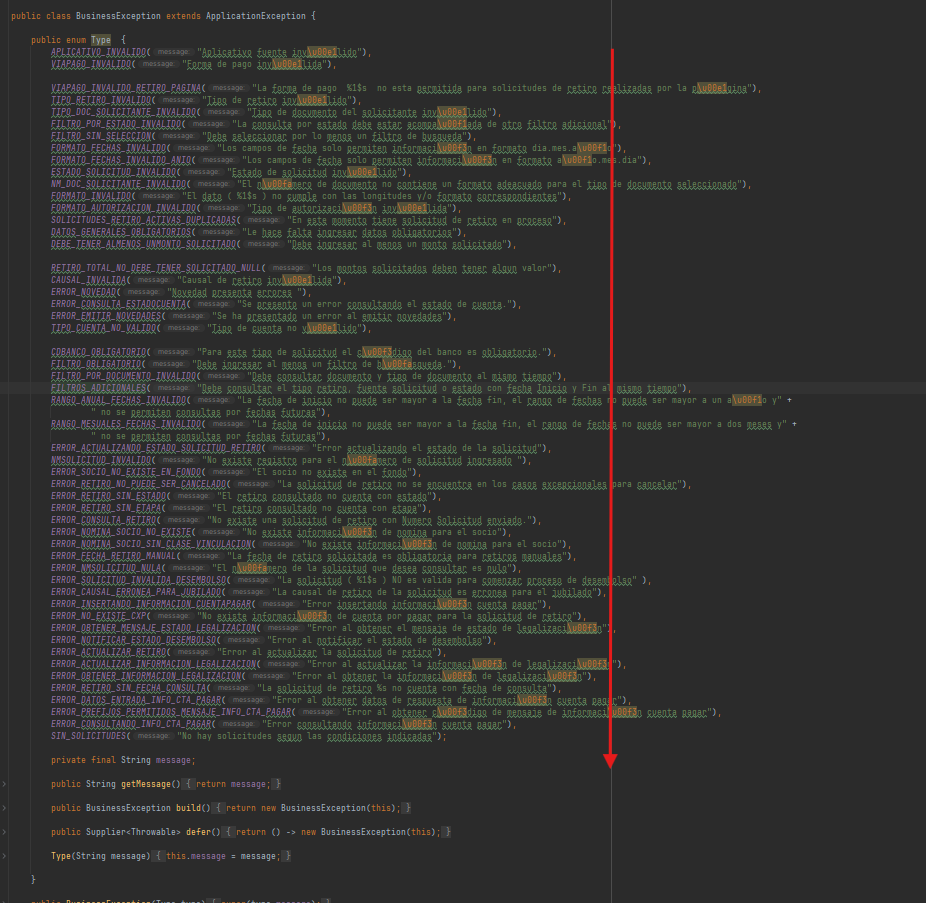 public class BusinessException extends ApplicationException {
public enum Type {
APLICATIVO_INVALIDO( message: "Aplicativo fuente inv\u00e1lido"),
VIAPAGO_INVALIDO( message: "Forma de pago inv\u00e1lida"),
VIAPAGO_INVALIDO_RETIRO_PAGINA( message: "La forma de pago  %1$s  no esta permitida para solicitudes de retiro realizadas por la p\u00e1gina"),
TIPO_RETIRO_INVALIDO( message: "Tipo de retiro inv\u00e1lido"),
TIPO_DOC_SOLICITANTE_INVALIDO( message: "Tipo de documento del solicitante inv\u00e1lido"),
FILTRO_POR_ESTADO_INVALIDO( message: "La consulta por estado debe estar acompa\u00f1ada de otro filtro adicional"),
FILTRO_SIN_SELECCION( message: "Debe seleccionar por lo menos un filtro de busqueda"),
FORMATO_FECHAS_INVALIDO( message: "Los campos de fecha solo permiten informaci\u00f3n en formato dia.mes.a\u00f1o"),
FORMATO_FECHAS_INVALIDO_ANIO( message: "Los campos de fecha solo permiten informaci\u00f3n en formato a\u00f1o.mes.dia"),
ESTADO_SOLICITUD_INVALIDO( message: "Estado de solicitud inv\u00e1lido"),
NM_DOC_SOLICITANTE_INVALIDO( message: "El n\u00famero de documento no contiene un formato adeacuado para el tipo de documento seleccionado"),
FORMATO_INVALIDO( message: "El dato ( %1$s ) no cumple con las longitudes y/o formato correspondientes"),
FORMATO_AUTORIZACION_INVALIDO( message: "Tipo de autorizaci\u00f3n inv\u00e1lido"),
SOLICITUDES_RETIRO_ACTIVAS_DUPLICADAS( message: "En este momento tiene solicitud de retiro en proceso"),
DATOS_GENERALES_OBLIGATORIOS( message: "Le hace falta ingresar datos obligatorios"),
DEBE_TENER_ALMENOS_UNMONTO_SOLICITADO( message: "Debe ingresar al menos un monto solicitado"),
RETIRO_TOTAL_NO_DEBE_TENER_SOLICITADO_NULL( message: "Los montos solicitados deben tener algun valor"),
CAUSAL_INVALIDA( message: "Causal de retiro inv\u00e1lida"),
ERROR_NOVEDAD( message: "Novedad presenta errores "),
ERROR_CONSULTA_ESTADOCUENTA( message: "Se presento un error consultando el estado de cuenta."),
ERROR_EMITIR_NOVEDADES( message: "Se ha presentado un error al emitir novedades"),
TIPO_CUENTA_NO_VALIDO( message: "Tipo de cuenta no v\u00e1lido"),
CDBANCO_OBLIGATORIO( message: "Para este tipo de solicitud el c\u00f3digo del banco es obligatorio."),
FILTRO_OBLIGATORIO( message: "Debe ingresar al menos un filtro de b\u00fasqueda."),
FILTRO_POR_DOCUMENTO_INVALIDO( message: "Debe consultar documento y tipo de documento al mismo tiempo"),
FILTROS_ADICIONALES( message: "Debe consultar el tipo retiro, fuente solicitud o estado con fecha Inicio y Fin al mismo tiempo"),
RANGO_ANUAL_FECHAS_INVALIDO( message: "La fecha de inicio no puede ser mayor a la fecha fin, el rango de fechas no puede ser mayor a un a\u00f1o y" +
" no se permiten consultas por fechas futuras"),
RANGO_MESUALES_FECHAS_INVALIDO( message: "La fecha de inicio no puede ser mayor a la fecha fin, el rango de fechas no puede ser mayor a dos meses y" +
" no se permiten consultas por fechas futuras"),
ERROR_ACTUALIZANDO_ESTADO_SOLICITUD_RETIRO( message: "Error actualizando el estado de la solicitud"),
NMSOLICITUD_INVALIDO( message: "No existe registro para el n\u00famero de solicitud ingresado "),
ERROR_SOCIO_NO_EXISTE_EN_FONDO( message: "El socio no existe en el fondo"),
ERROR_RETIRO_NO_PUEDE_SER_CANCELADO( message: "La solicitud de retiro no se encuentra en los casos excepcionales para cancelar"),
ERROR_RETIRO_SIN_ESTADO( message: "El retiro consultado no cuenta con estado"),
ERROR_RETIRO_SIN_ETAPA( message: "El retiro consultado no cuenta con etapa"),
ERROR_CONSULTA_RETIRO( message: "No existe una solicitud de retiro con Numero Solicitud enviado."),
ERROR_NOMINA_SOCIO_NO_EXISTE( message: "No existe informaci\u00f3n de nomina para el socio"),
ERROR_NOMINA_SOCIO_SIN_CLASE_VINCULACION( message: "No existe informaci\u00f3n de nomina para el socio"),
ERROR_FECHA_RETIRO_MANUAL( message: "La fecha de retiro solicitada es obligatoria para retiros manuales"),
ERROR_NMSOLICITUD_NULA( message: "El n\u00famero de la solicitud que desea consultar es nulo"),
ERROR_SOLICITUD_INVALIDA_DESEMBOLSO( message: "La solicitud ( %1$s ) NO es valida para comenzar proceso de desembolso" ),
ERROR_CAUSAL_ERRONEA_PARA_JUBILADO( message: "La causal de retiro de la solicitud es erronea para el jubilado"),
ERROR_INSERTANDO_INFORMACION_CUENTAPAGAR( message: "Error insertando informaci\u00f3n cuenta pagar"),
ERROR_NO_EXISTE_CXP( message: "No existe informaci\u00f3n de cuenta por pagar para la solicitud de retiro"),
ERROR_OBTENER_MENSAJE_ESTADO_LEGALIZACION( message: "Error al obtener el mensaje de estado de legalizaci\u00f3n"),
ERROR_NOTIFICAR_ESTADO_DESEMBOLSO( message: "Error al notificar el estado de desembolso"),
ERROR_ACTUALIZAR_RETIRO( message: "Error al actualizar la solicitud de retiro"),
ERROR_ACTUALIZAR_INFORMACION_LEGALIZACION( message: "Error al actualizar la informaci\u00f3n de legalizaci\u00f3n"),
ERROR_OBTENER_INFORMACION_LEGALIZACION( message: "Error al obtener la informaci\u00f3n de legalizaci\u00f3n"),
ERROR_RETIRO_SIN_FECHA_CONSULTA( message: "La solicitud de retiro %s no cuenta con fecha de consulta"),
ERROR_DATOS_ENTRADA_INFO_CTA_PAGAR( message: "Error al obtener datos de respuesta de informaci\u00f3n cuenta pagar"),
ERROR_PREFIJOS_PERMITIDOS_MENSAJE_INFO_CTA_PAGAR( message: "Error al obtener c\u00f3digo de mensaje de informaci\u00f3n cuenta pagar"),
ERROR_CONSULTANDO_INFO_CTA_PAGAR( message: "Error consultando informaci\u00f3n cuenta pagar"),
SIN_SOLICITUDES( message: "No hay solicitudes segun las condiciones indicadas");
private final String message;
public String getMessage() { return message; }
public BusinessException build() { return new BusinessException(this); }
public Supplier<Throwable> defer() { return () -> new BusinessException(this); }
Type(String message) { this.message = message; }
}